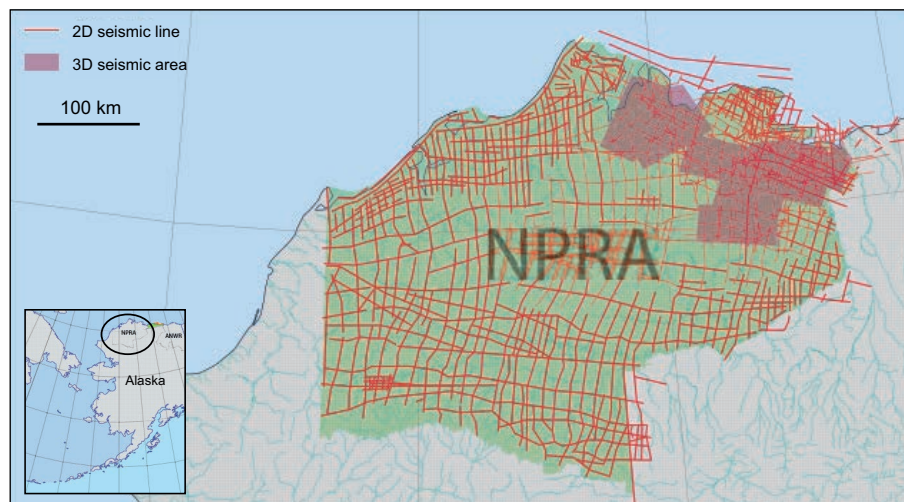 2D seismic line
3D seismic area
100 km
NPRA
NPRA
ANWR
Alaska